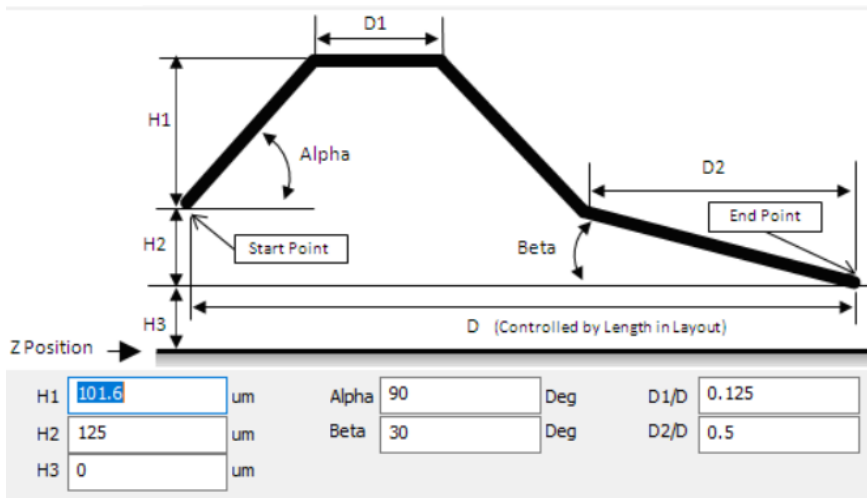 D1
H1
Alpha
D2
End Point
H2
Start Point
Beta
H3
D (Controlled by Length in Layout)
Z Position
H1 101.6 um Alpha 90 Deg D1/D 0.125
H2 125 um Beta 30 Deg D2/D 0.5
H3 0 um